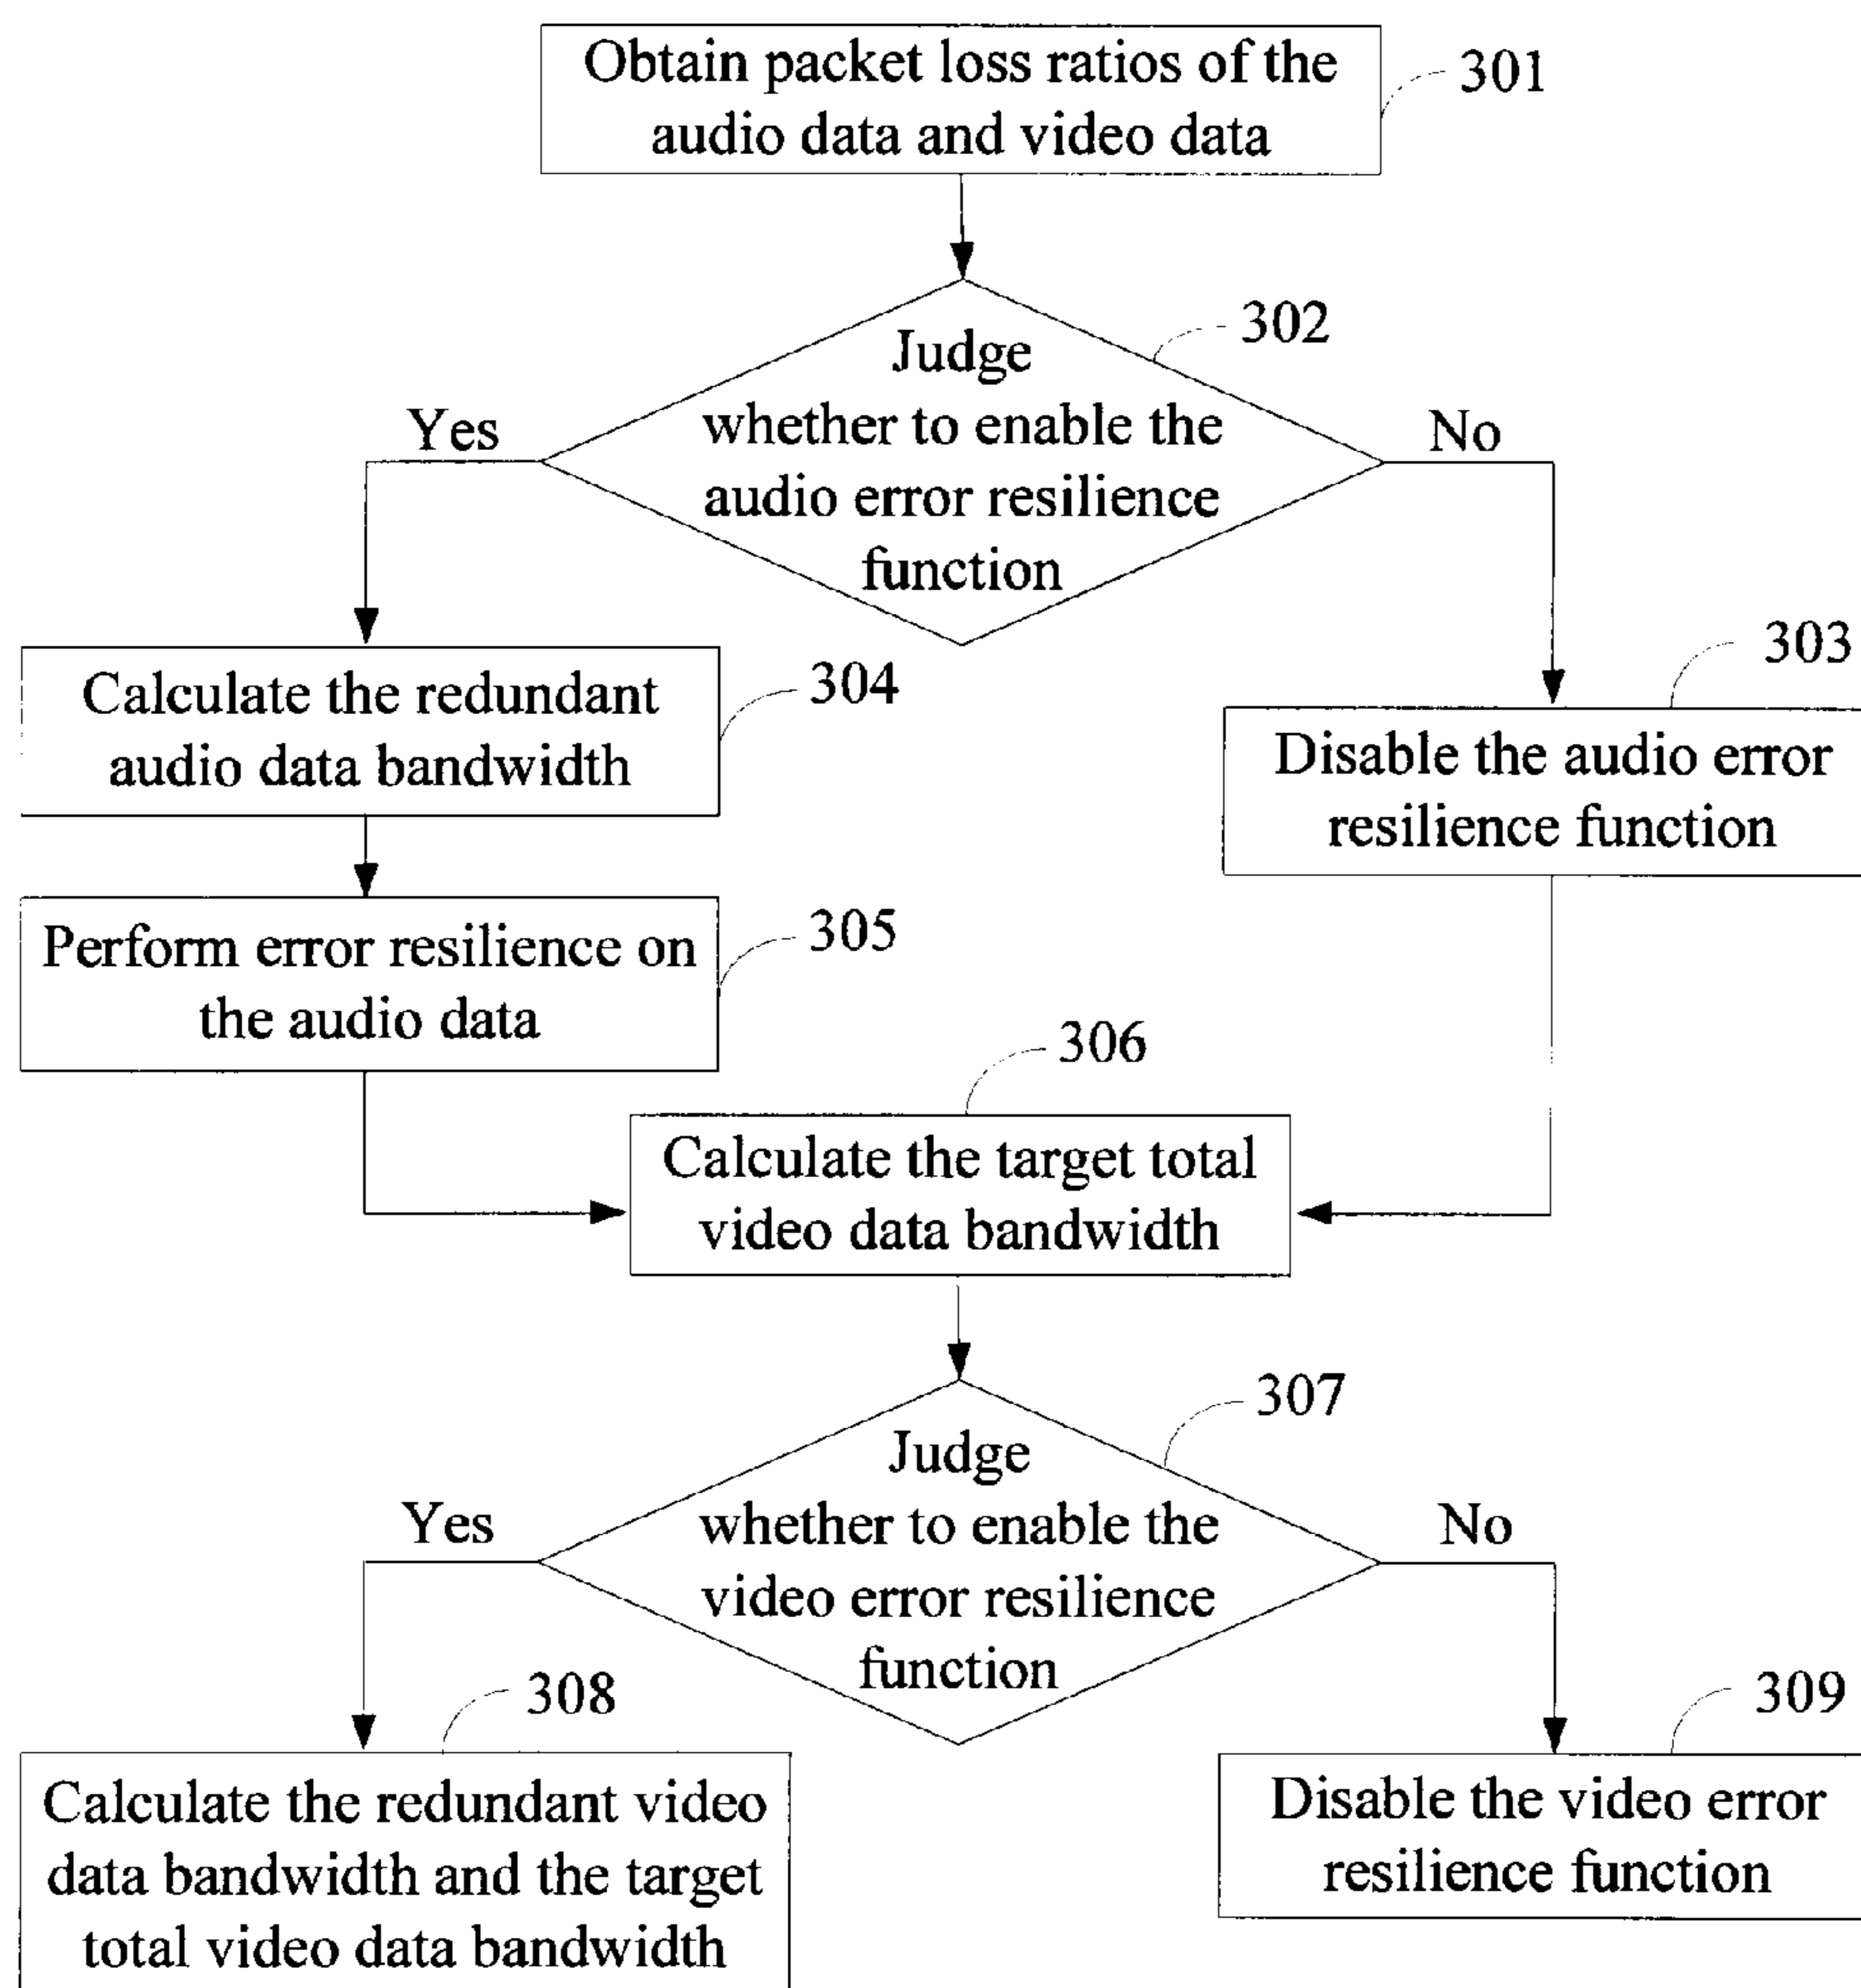 Obtain packet loss ratios of the
audio data and video data
301
302
Judge
whether to enable the
audio error resilience
function
Yes
No
303
304
Calculate the redundant
audio data bandwidth
Disable the audio error
resilience function
305
Perform error resilience on
the audio data
306
Calculate the target total
video data bandwidth
307
Judge
whether to enable the
video error resilience
function
Yes
No
308
309
Calculate the redundant video
data bandwidth and the target
total video data bandwidth
Disable the video error
resilience function